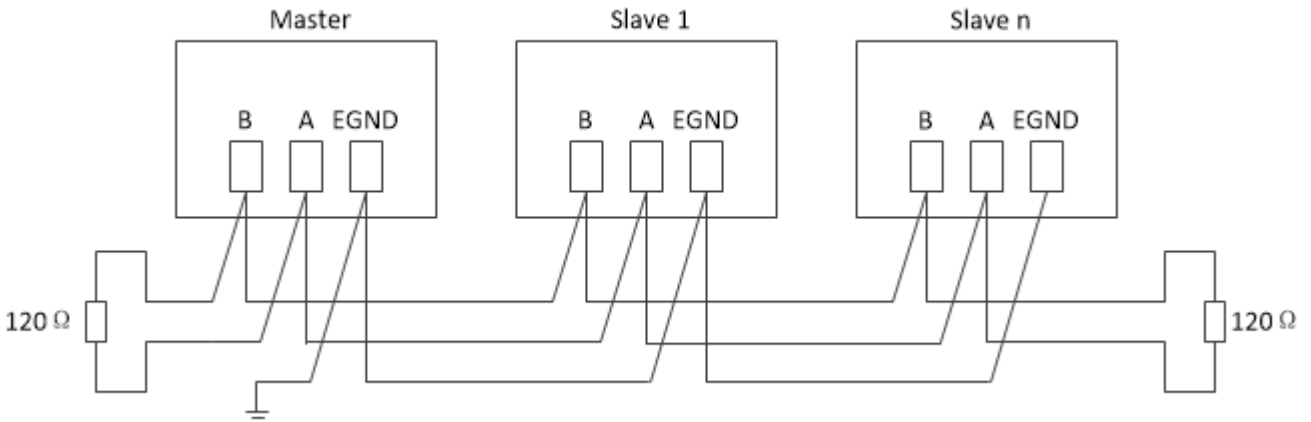 Master Slave 1 Slave n
B A EGND B A EGND B A EGND
120 Ω 120 Ω